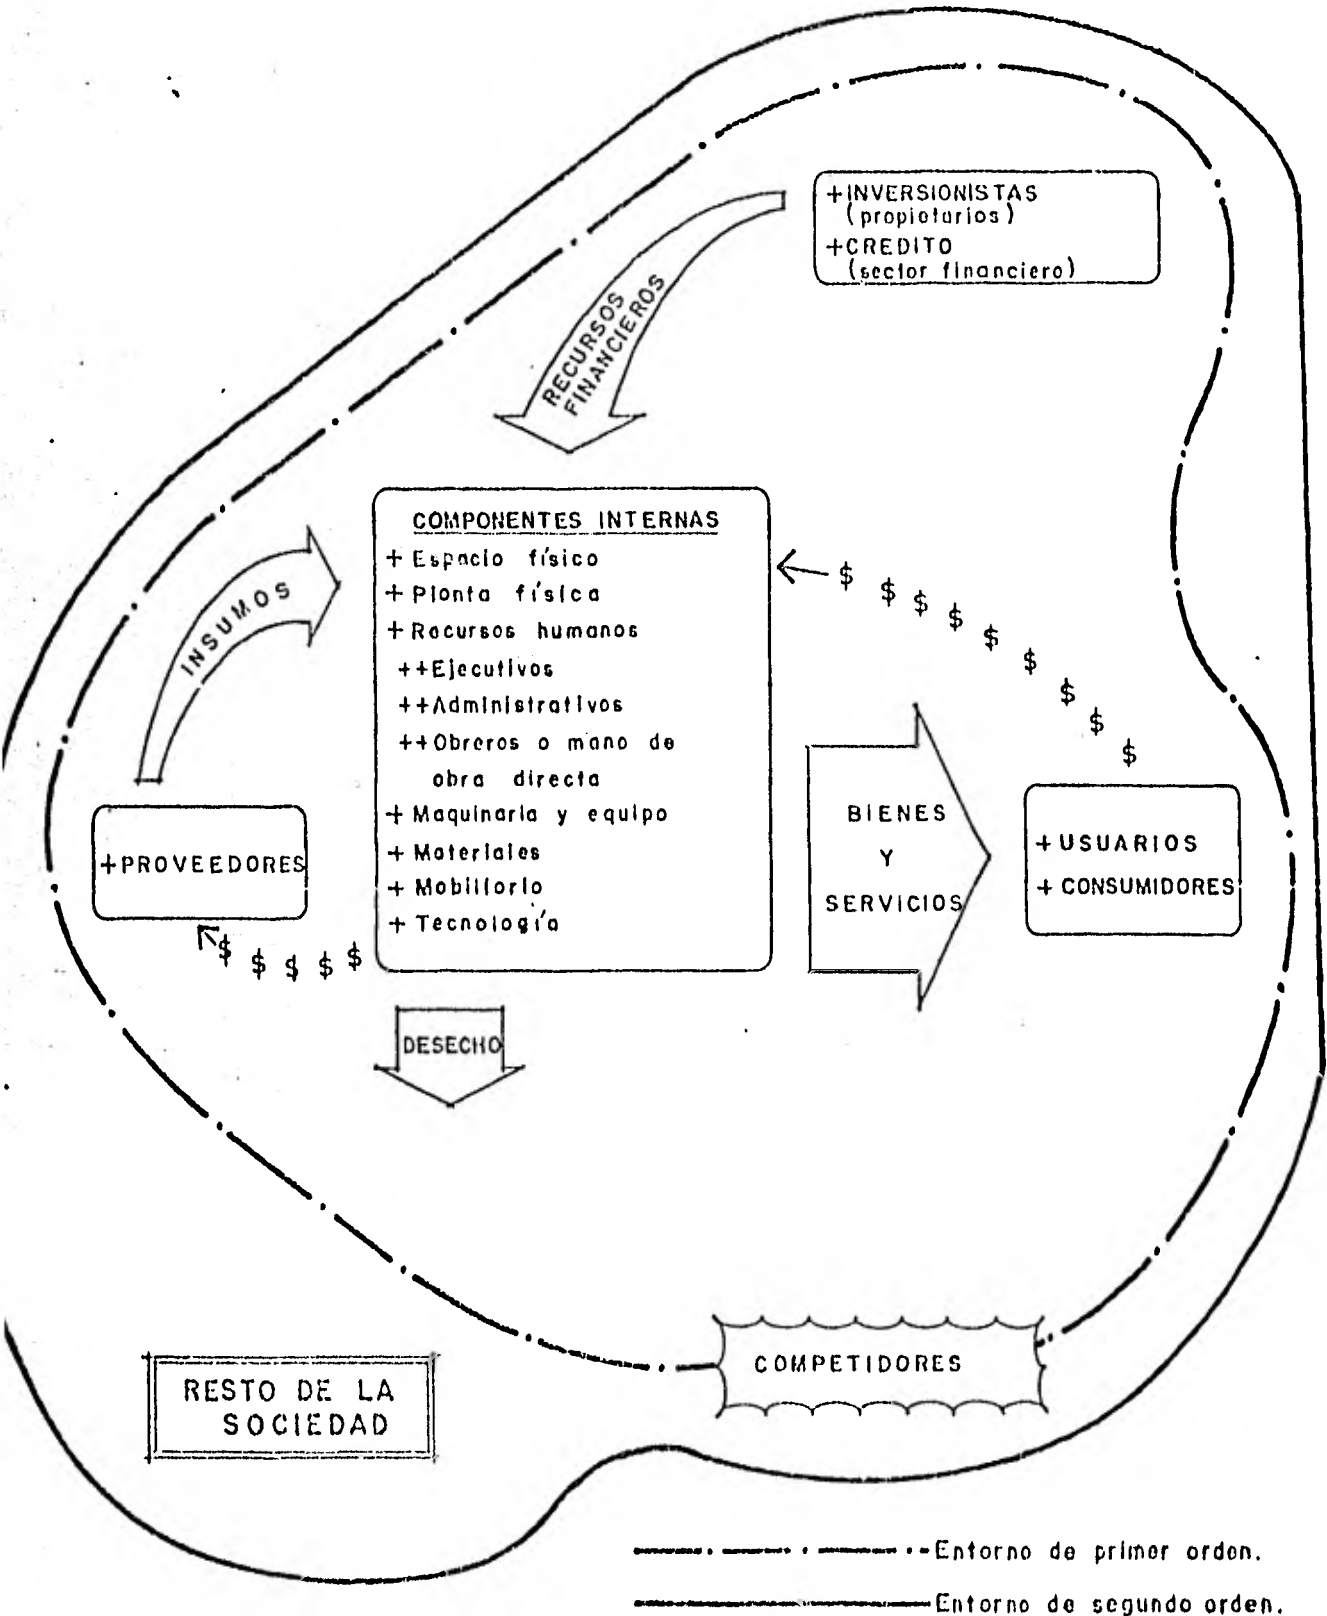 +INVERSIONISTAS
(propietarios)
+CREDITO
(sector financiero)
RECURSOS
FINANCIEROS
COMPONENTES INTERNAS
+ Espacio físico
+ Planta física
+ Recursos humanos
++Ejecutivos
++Administrativos
++Obreros o mano de
obra directa
+ Maquinaria y equipo
+ Materiales
+ Mobiliario
+ Tecnología
INSUMOS
+PROVEEDORES
$ $ $ $ $
$ $ $ $ $ $ $ $ $
BIENES
Y
SERVICIOS
+ USUARIOS
+ CONSUMIDORES
DESECHO
COMPETIDORES
RESTO DE LA
SOCIEDAD
Entorno de primer orden.
Entorno de segundo orden.